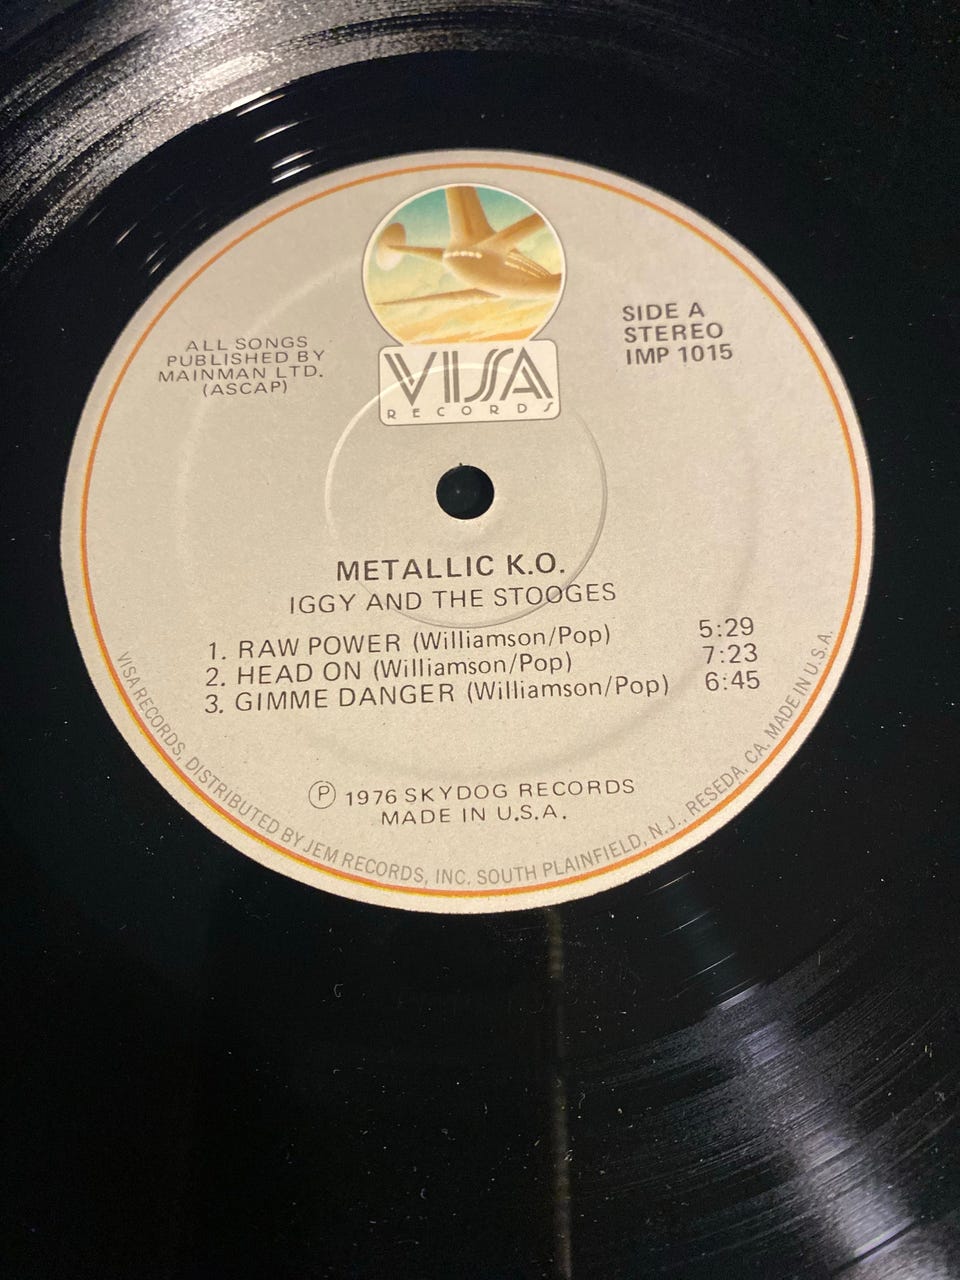 ALL SONGS
PUBLISHED BY
MAINMAN LTD.
(ASCAP)
VISA
RECORDS
SIDE A
STEREO
IMP 1015
METALLIC K.O.
IGGY AND THE STOOGES
1. RAW POWER (Williamson/Pop) 5:29
2. HEAD ON (Williamson/Pop) 7:23
3. GIMME DANGER (Williamson/Pop) 6:45
Ⓟ 1976 SKYDOG RECORDS
MADE IN U.S.A.
VISA RECORDS, DISTRIBUTED BY JEM RECORDS, INC. SOUTH PLAINFIELD, N.J., RESEDA, CA. MADE IN U.S.A.